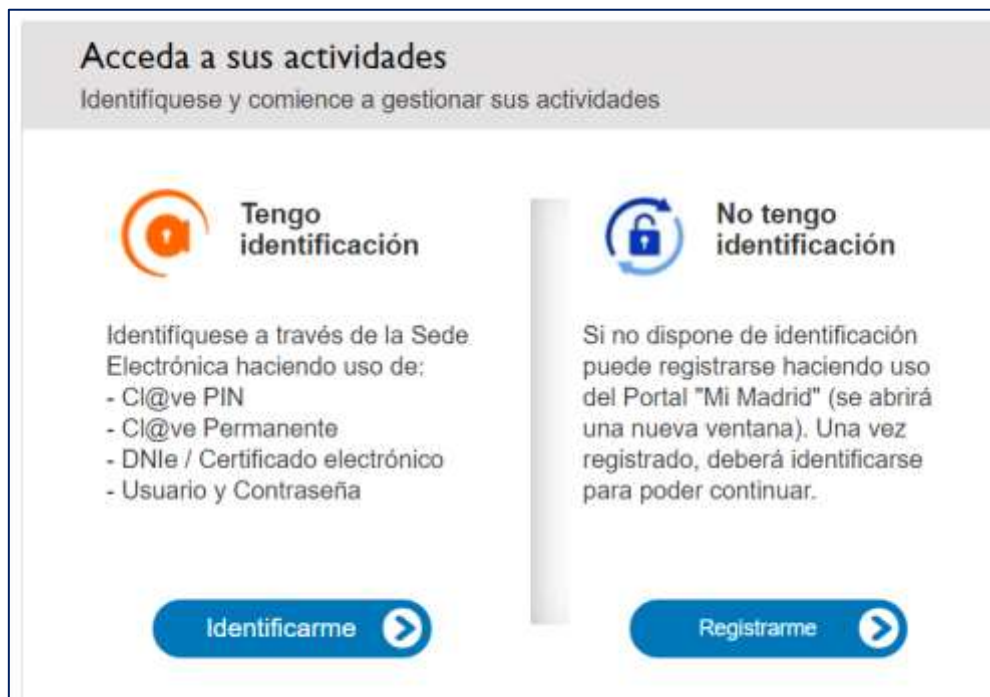 Acceda a sus actividades
Identifíquese y comience a gestionar sus actividades
Tengo
identificación
Identifíquese a través de la Sede
Electrónica haciendo uso de:
- Cl@ve PIN
- Cl@ve Permanente
- DNIe / Certificado electrónico
- Usuario y Contraseña
Identificarme
No tengo
identificación
Si no dispone de identificación
puede registrarse haciendo uso
del Portal "Mi Madrid" (se abrirá
una nueva ventana). Una vez
registrado, deberá identificarse
para poder continuar.
Registrarme